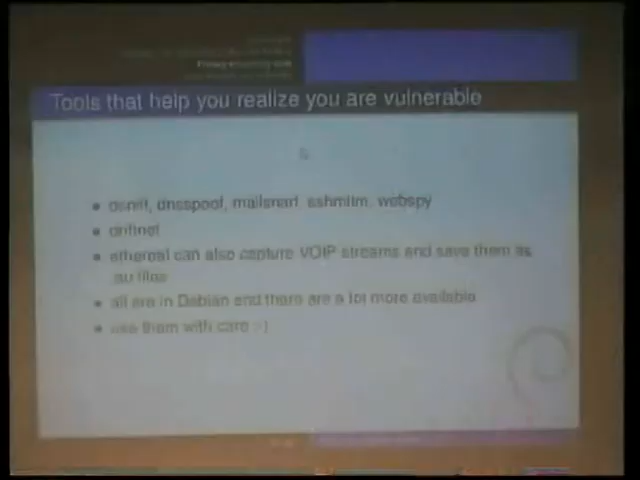 Tools that help you realize you are vulnerable
dsniff, dnsspoof, mailsnarf, sshmitm, webspy
driftnet
ethereal can also capture VOIP streams and save them as
au files
all are in Debian and there are a lot more available
use them with care :-)